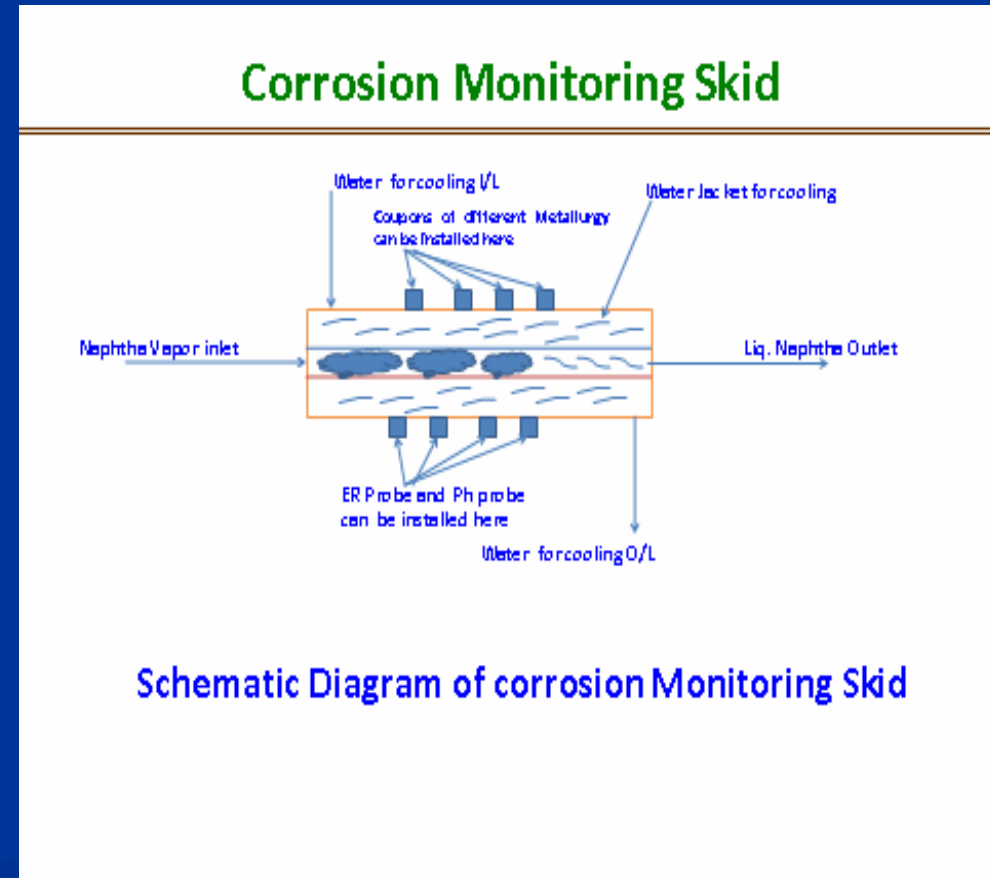 Corrosion Monitoring Skid
Water for cooling I/L
Water Jacket for cooling
Coupons of different Metallurgy
can be installed here
Naphtha Vapor inlet
Liq. Naphtha Outlet
ER Probe and Ph probe
can be installed here
Water for cooling O/L
Schematic Diagram of corrosion Monitoring Skid